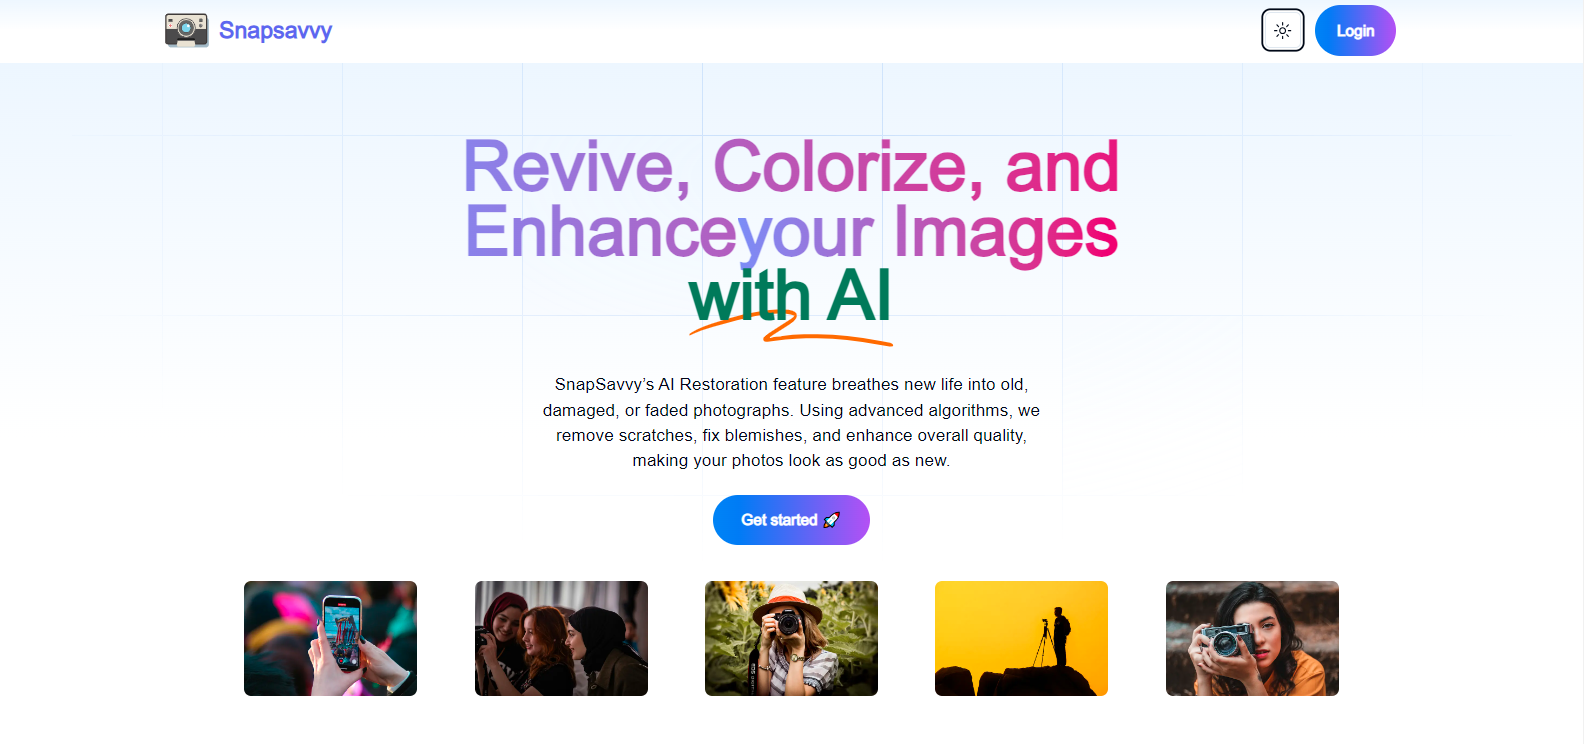 Snapsavvy
Login
Revive, Colorize, and
Enhanceyour Images
with AI
SnapSavvy’s AI Restoration feature breathes new life into old,
damaged, or faded photographs. Using advanced algorithms, we
remove scratches, fix blemishes, and enhance overall quality,
making your photos look as good as new.
Get started 🚀